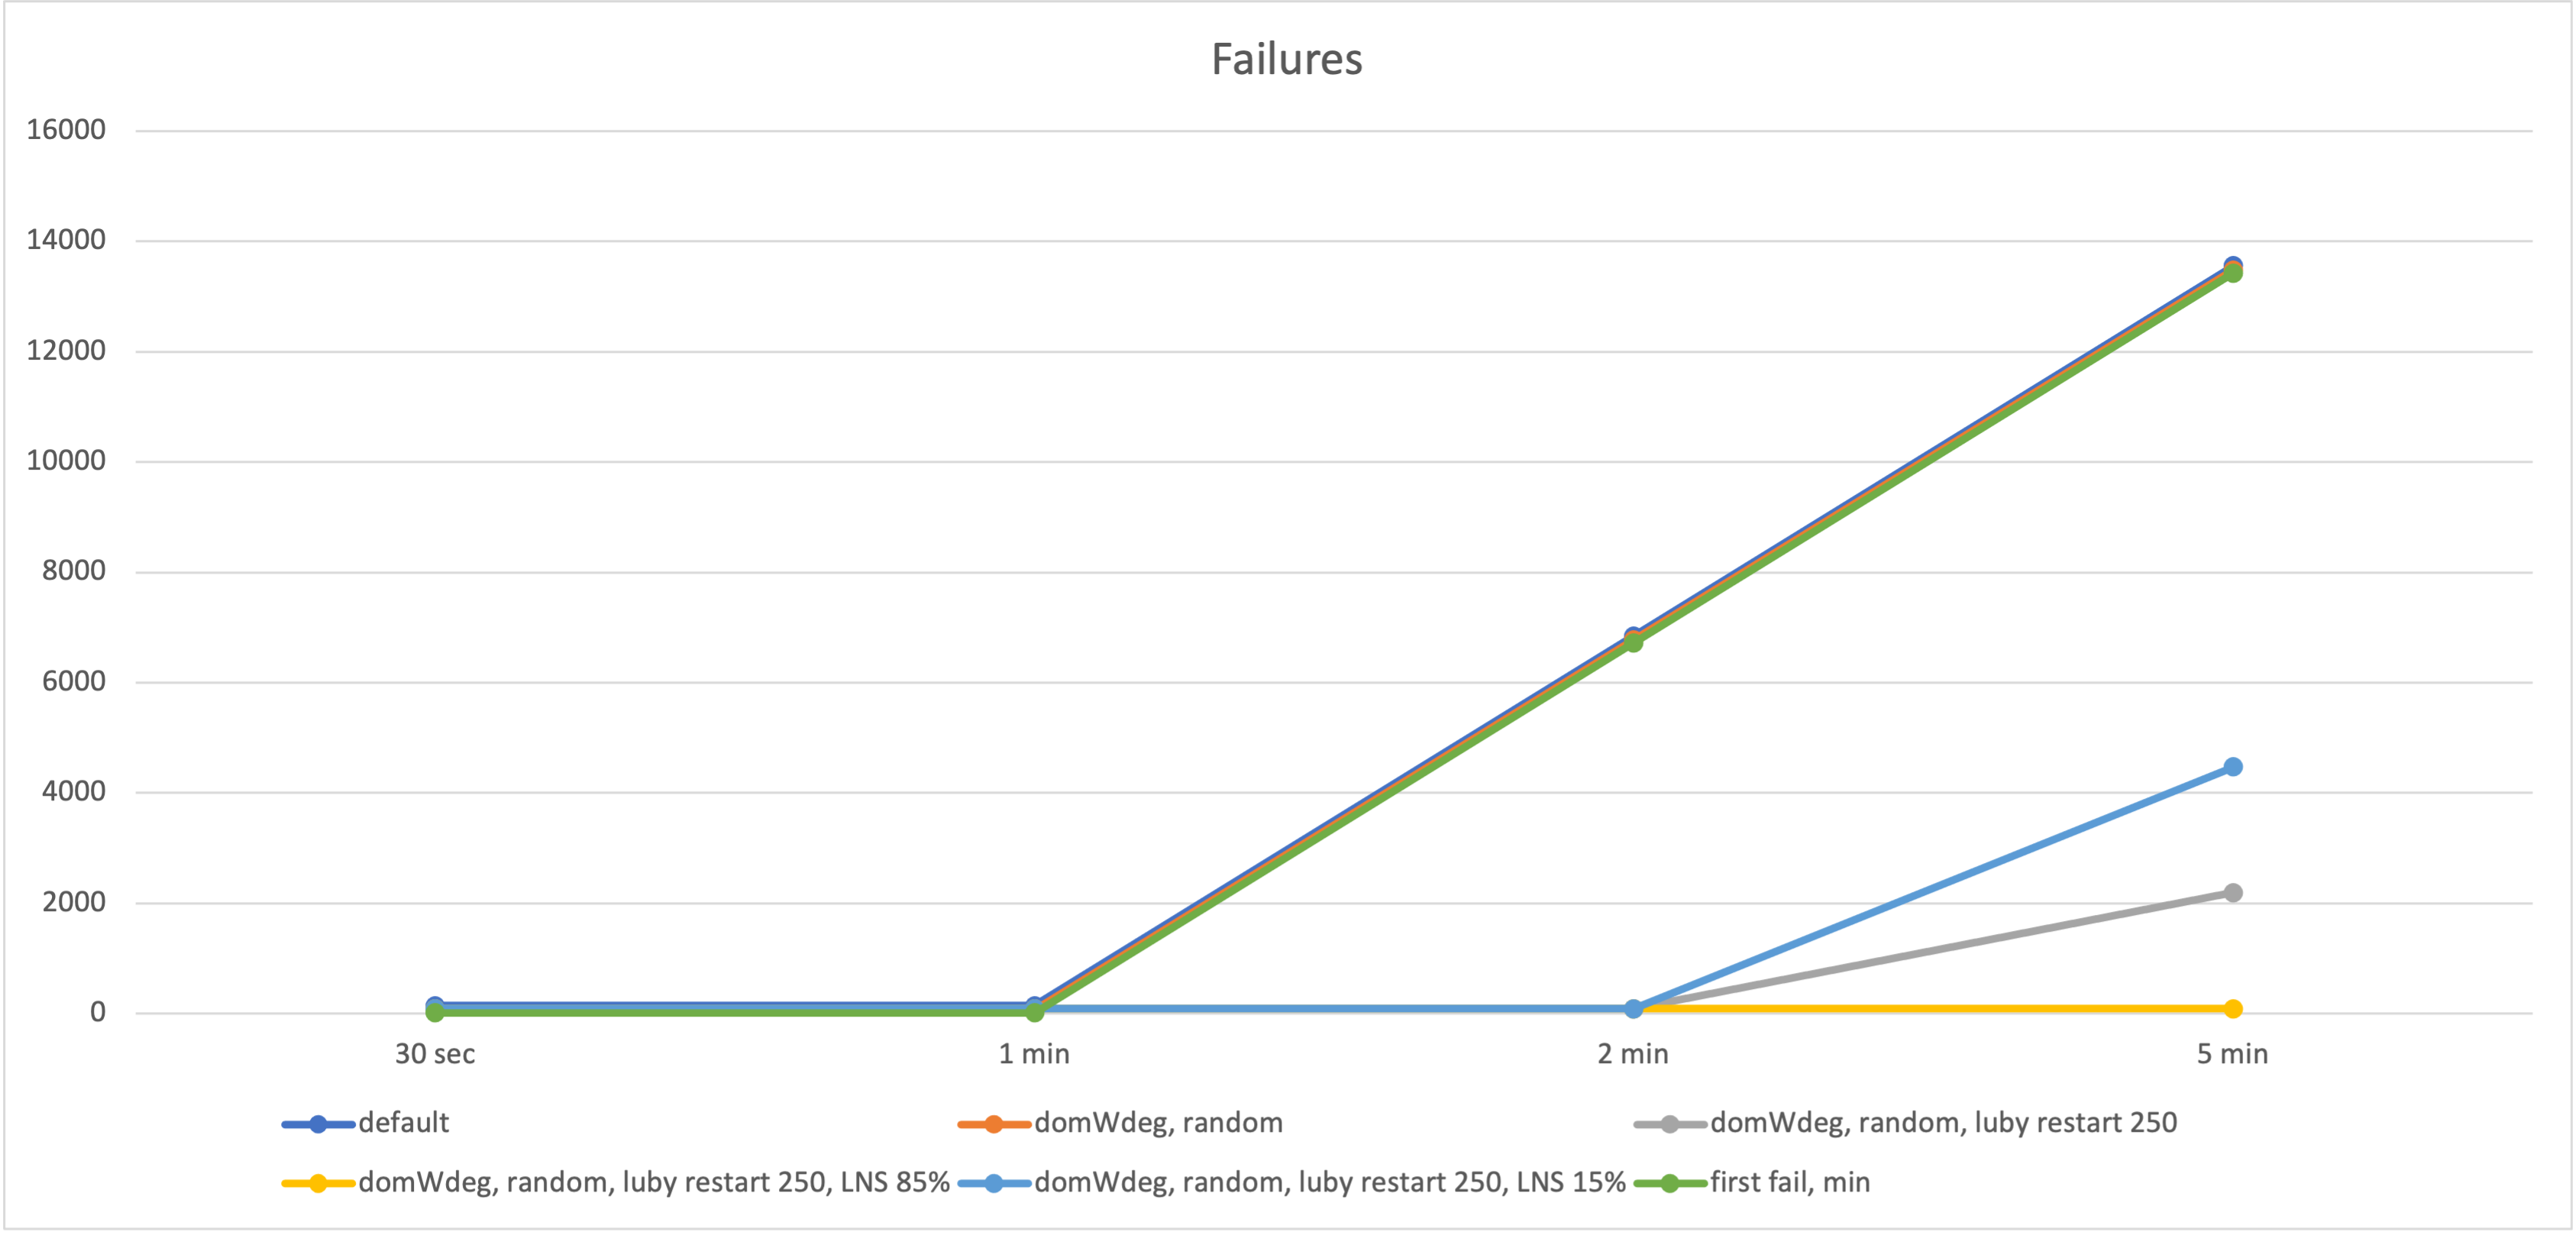 Failures
16000
14000
12000
10000
8000
6000
4000
2000
0
30 sec 1 min 2 min 5 min
default domWdeg, random domWdeg, random, luby restart 250
domWdeg, random, luby restart 250, LNS 85% domWdeg, random, luby restart 250, LNS 15% first fail, min